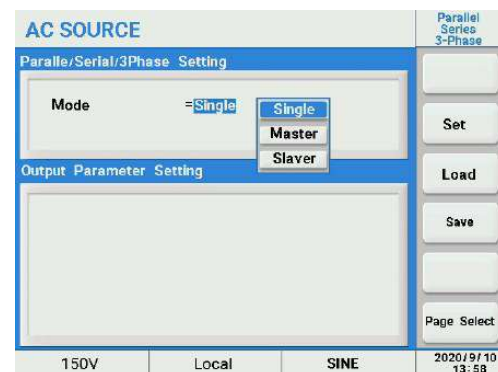 AC SOURCE
Parallel
Series
3-Phase
Paralle/Serial/3Phase Setting
Mode =Single
Single
Master
Slaver
Output Parameter Setting
Set
Load
Save
Page Select
150V Local SINE
2020/9/10
13:58